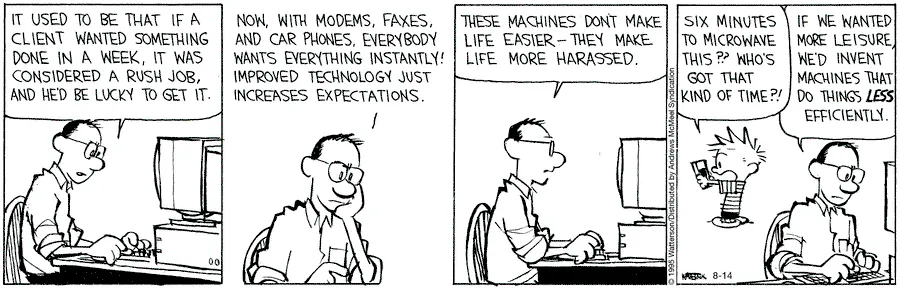 IT USED TO BE THAT IF A
CLIENT WANTED SOMETHING
DONE IN A WEEK, IT WAS
CONSIDERED A RUSH JOB,
AND HE'D BE LUCKY TO GET IT.
NOW, WITH MODEMS, FAXES,
AND CAR PHONES, EVERYBODY
WANTS EVERYTHING INSTANTLY!
IMPROVED TECHNOLOGY JUST
INCREASES EXPECTATIONS.
THESE MACHINES DON'T MAKE
LIFE EASIER - THEY MAKE
LIFE MORE HARASSED.
© 1995 Watterson/Distributed by Andrews McMeel Syndication
SIX MINUTES
TO MICROWAVE
THIS?? WHO'S
GOT THAT
KIND OF TIME?!
IF WE WANTED
MORE LEISURE,
WE'D INVENT
MACHINES THAT
DO THINGS LESS
EFFICIENTLY.
8-14